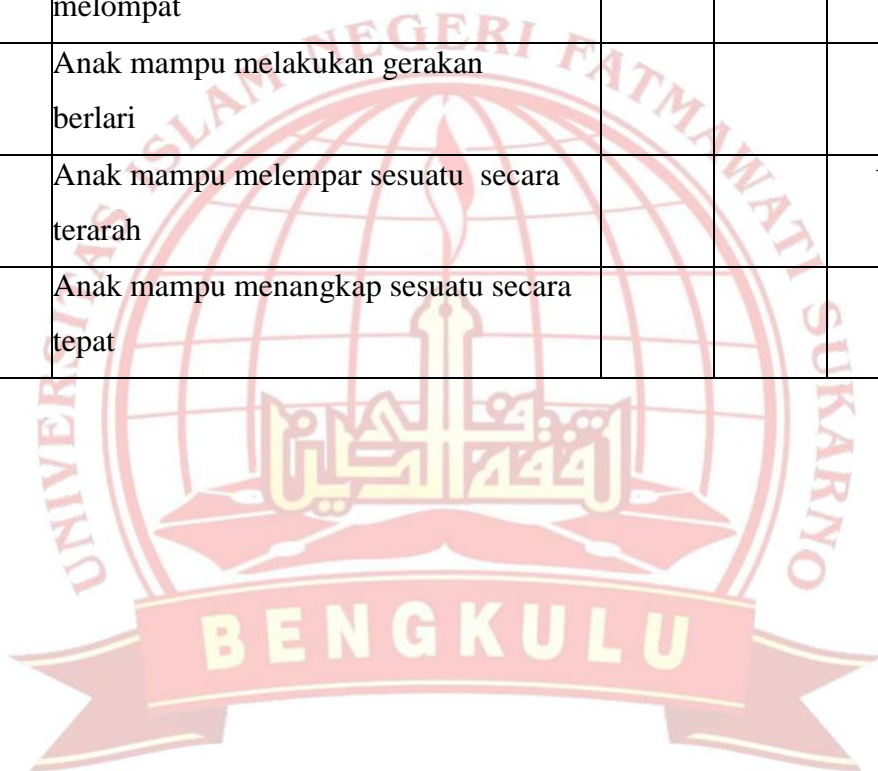 melompat
Anak mampu melakukan gerakan
berlari
Anak mampu melempar sesuatu secara
terarah
Anak mampu menangkap sesuatu secara
tepat
UNIVERSITAS ISLAM NEGERI FATMAWATI SUKARNO
BENGKULU